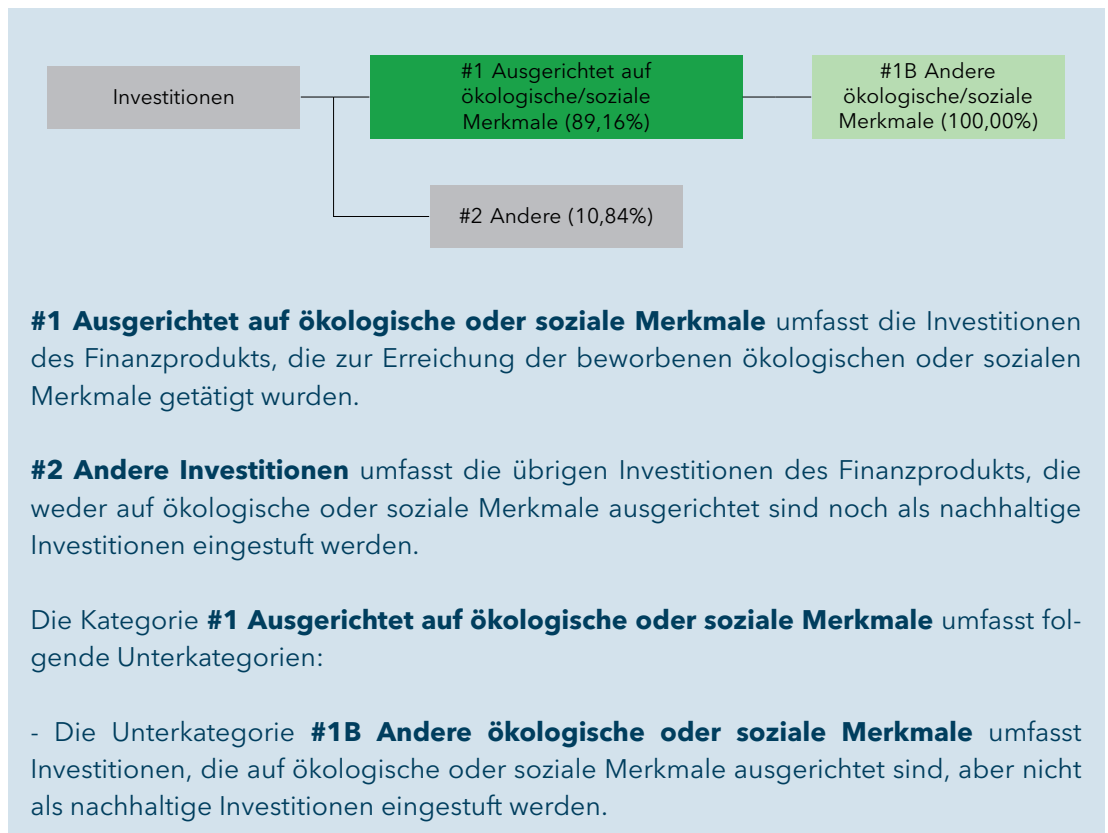 Investitionen
#1 Ausgerichtet auf
ökologische/soziale
Merkmale (89,16%)
#1B Andere
ökologische/soziale
Merkmale (100,00%)
#2 Andere (10,84%)
#1 Ausgerichtet auf ökologische oder soziale Merkmale umfasst die Investitionen
des Finanzprodukts, die zur Erreichung der beworbenen ökologischen oder sozialen
Merkmale getätigt wurden.
#2 Andere Investitionen umfasst die übrigen Investitionen des Finanzprodukts, die
weder auf ökologische oder soziale Merkmale ausgerichtet sind noch als nachhaltige
Investitionen eingestuft werden.
Die Kategorie #1 Ausgerichtet auf ökologische oder soziale Merkmale umfasst fol-
gende Unterkategorien:
- Die Unterkategorie #1B Andere ökologische oder soziale Merkmale umfasst
Investitionen, die auf ökologische oder soziale Merkmale ausgerichtet sind, aber nicht
als nachhaltige Investitionen eingestuft werden.